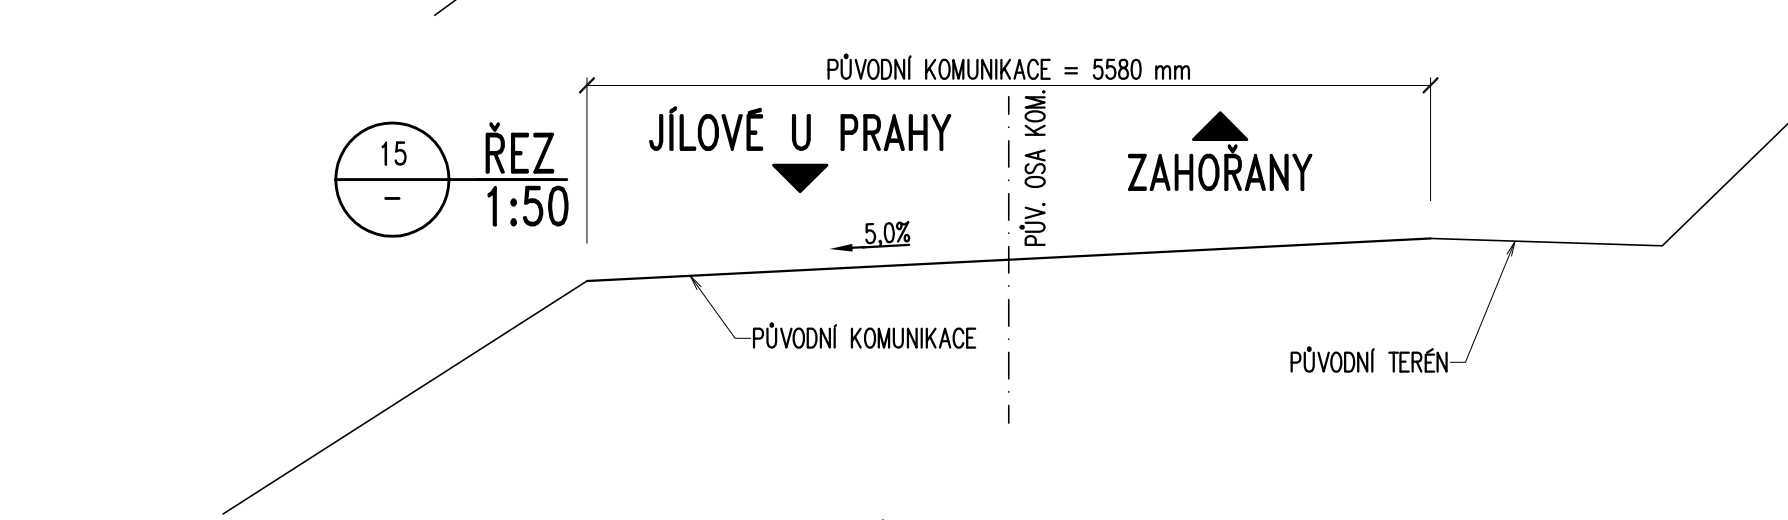 PŮVODNÍ KOMUNIKACE = 5580 mm
JÍLOVÉ U PRAHY
ZAHOŘANY
PŮV. OSA KOM.
15
–
ŘEZ
1:50
5,0%
PŮVODNÍ KOMUNIKACE
PŮVODNÍ TERÉN